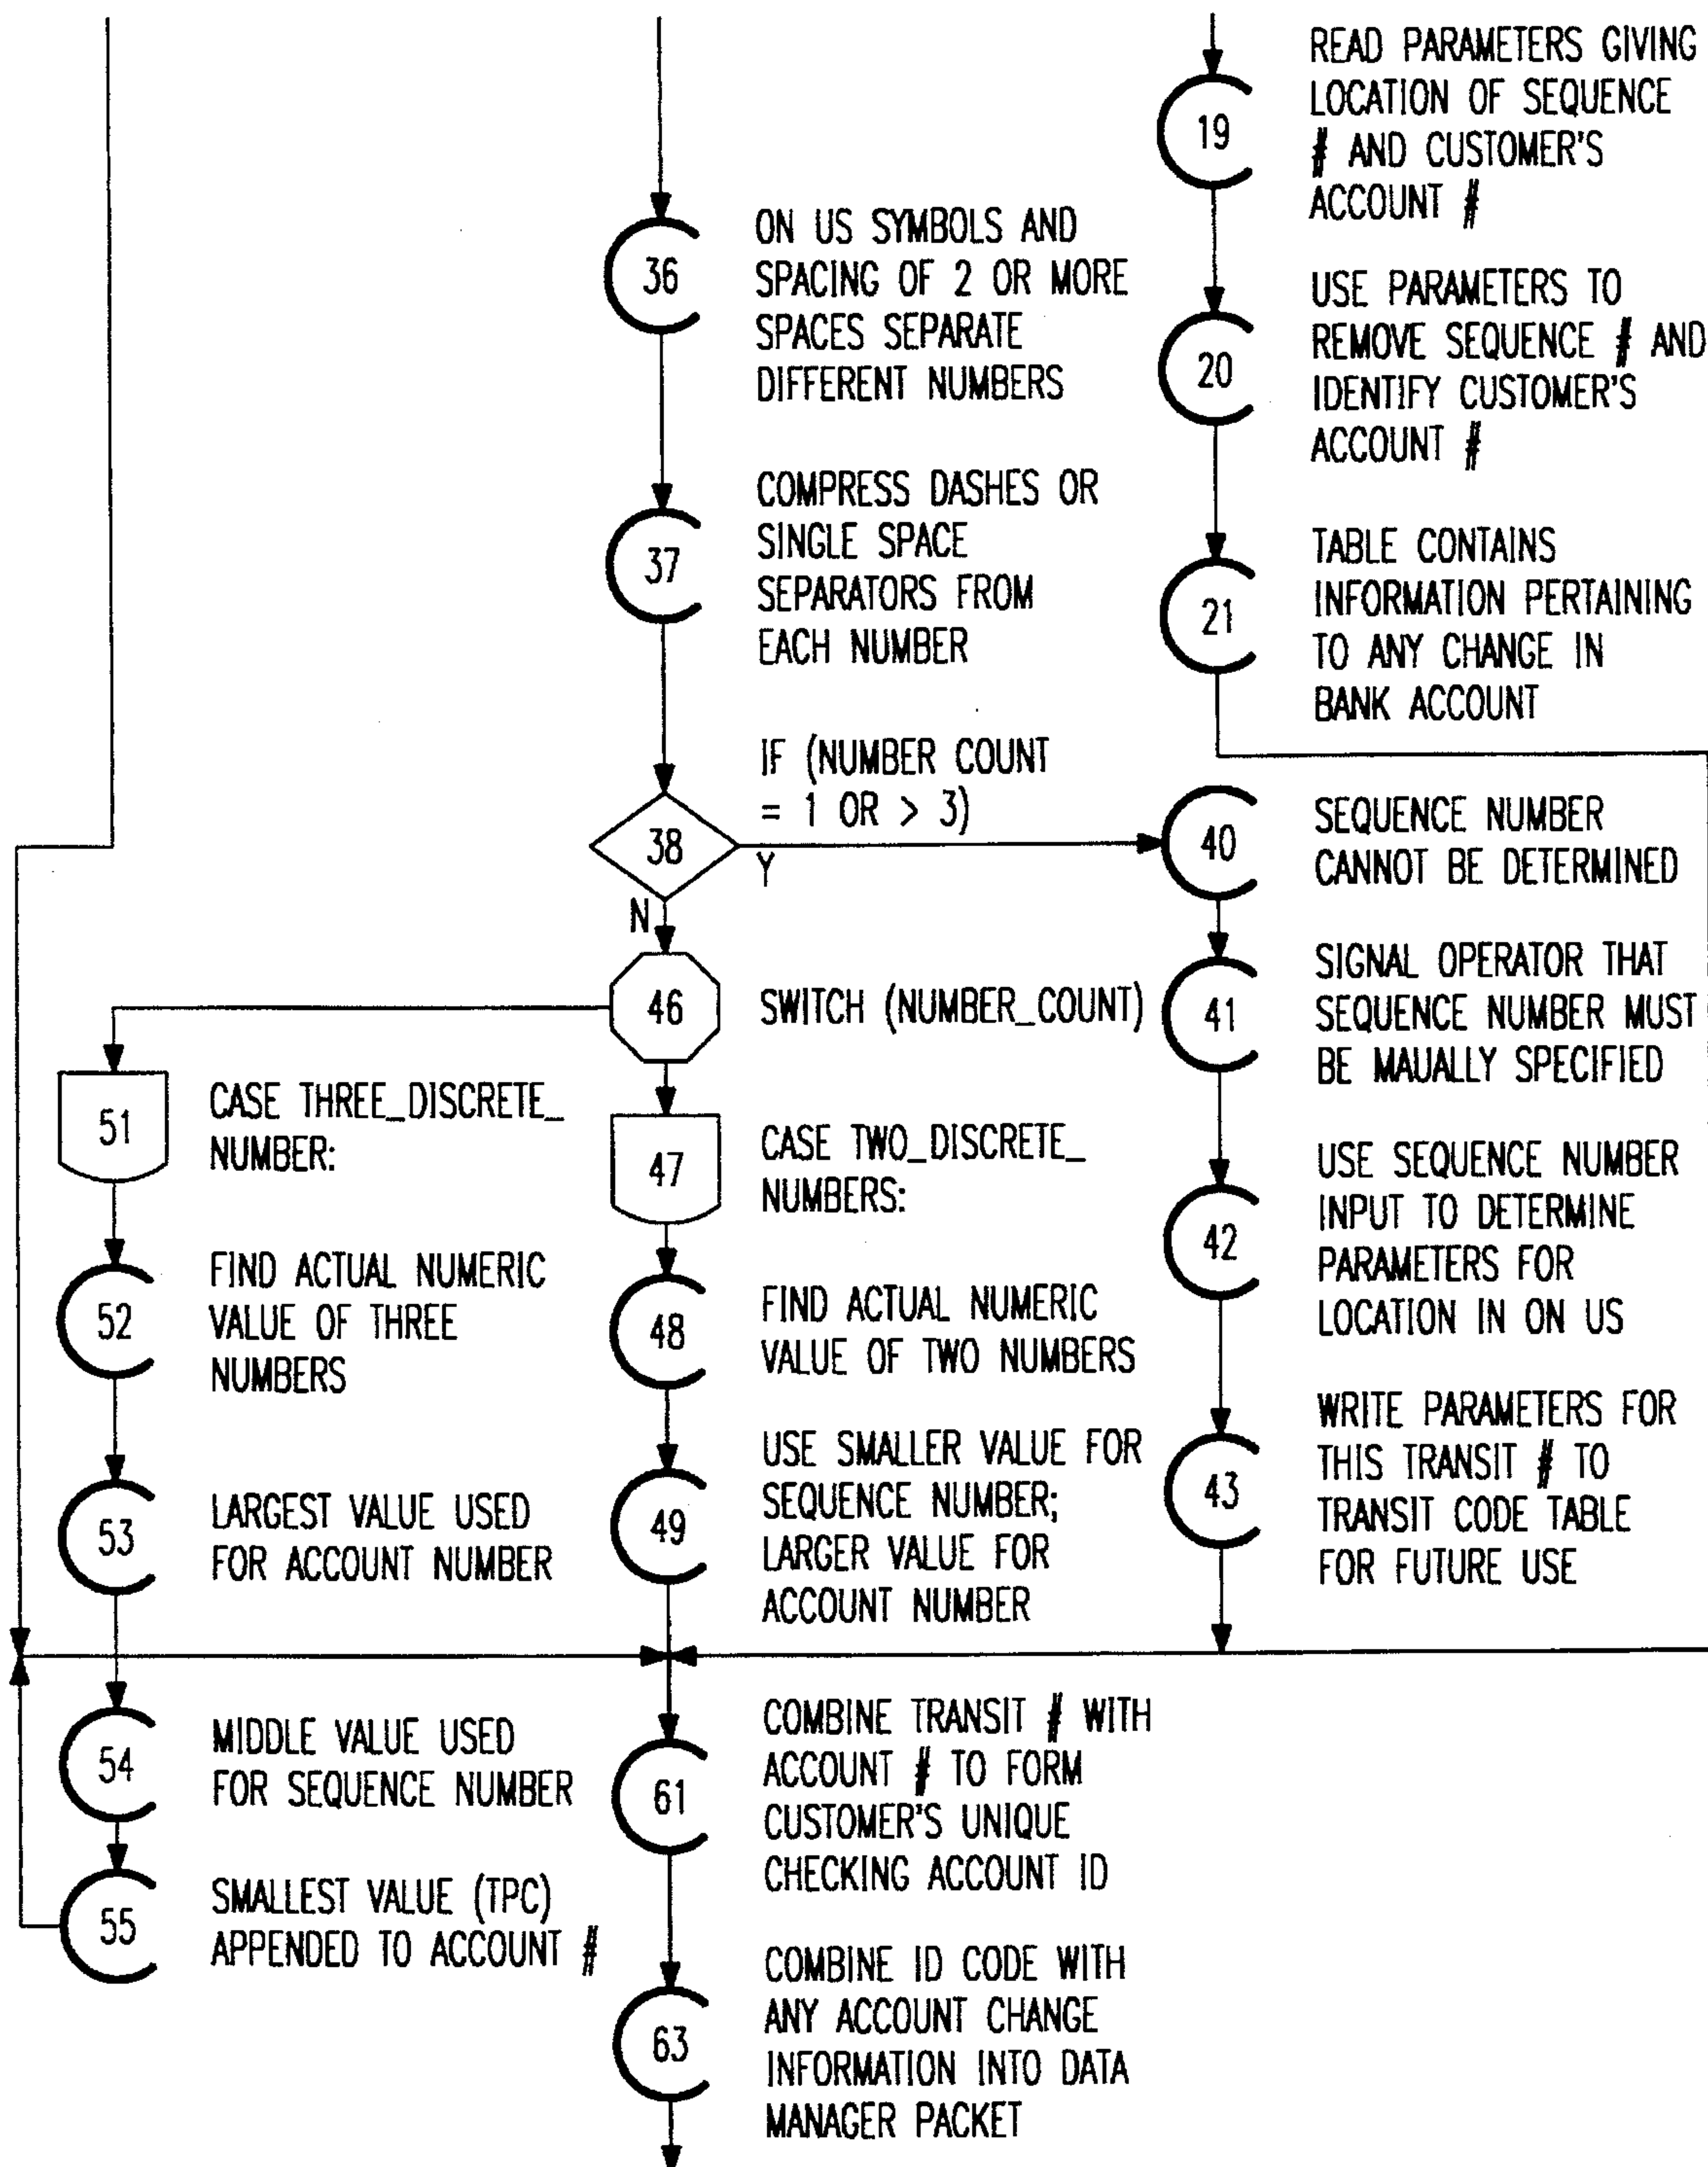 19
READ PARAMETERS GIVING
LOCATION OF SEQUENCE
# AND CUSTOMER'S
ACCOUNT #
36
ON US SYMBOLS AND
SPACING OF 2 OR MORE
SPACES SEPARATE
DIFFERENT NUMBERS
20
USE PARAMETERS TO
REMOVE SEQUENCE # AND
IDENTIFY CUSTOMER'S
ACCOUNT #
37
COMPRESS DASHES OR
SINGLE SPACE
SEPARATORS FROM
EACH NUMBER
21
TABLE CONTAINS
INFORMATION PERTAINING
TO ANY CHANGE IN
BANK ACCOUNT
38
IF (NUMBER COUNT
= 1 OR > 3)
Y
N
40
SEQUENCE NUMBER
CANNOT BE DETERMINED
46
SWITCH (NUMBER_COUNT)
41
SIGNAL OPERATOR THAT
SEQUENCE NUMBER MUST
BE MAUALLY SPECIFIED
51
CASE THREE_DISCRETE_
NUMBER:
47
CASE TWO_DISCRETE_
NUMBERS:
42
USE SEQUENCE NUMBER
INPUT TO DETERMINE
PARAMETERS FOR
LOCATION IN ON US
52
FIND ACTUAL NUMERIC
VALUE OF THREE
NUMBERS
48
FIND ACTUAL NUMERIC
VALUE OF TWO NUMBERS
43
WRITE PARAMETERS FOR
THIS TRANSIT # TO
TRANSIT CODE TABLE
FOR FUTURE USE
53
LARGEST VALUE USED
FOR ACCOUNT NUMBER
49
USE SMALLER VALUE FOR
SEQUENCE NUMBER;
LARGER VALUE FOR
ACCOUNT NUMBER
54
MIDDLE VALUE USED
FOR SEQUENCE NUMBER
61
COMBINE TRANSIT # WITH
ACCOUNT # TO FORM
CUSTOMER'S UNIQUE
CHECKING ACCOUNT ID
55
SMALLEST VALUE (TPC)
APPENDED TO ACCOUNT #
63
COMBINE ID CODE WITH
ANY ACCOUNT CHANGE
INFORMATION INTO DATA
MANAGER PACKET